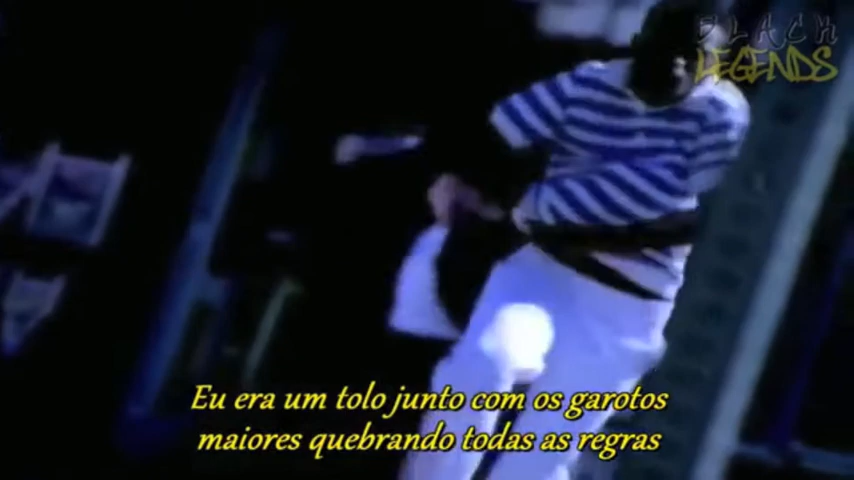 BLACK
LEGENDS
Eu era um tolo junto com os garotos
maiores quebrando todas as regras